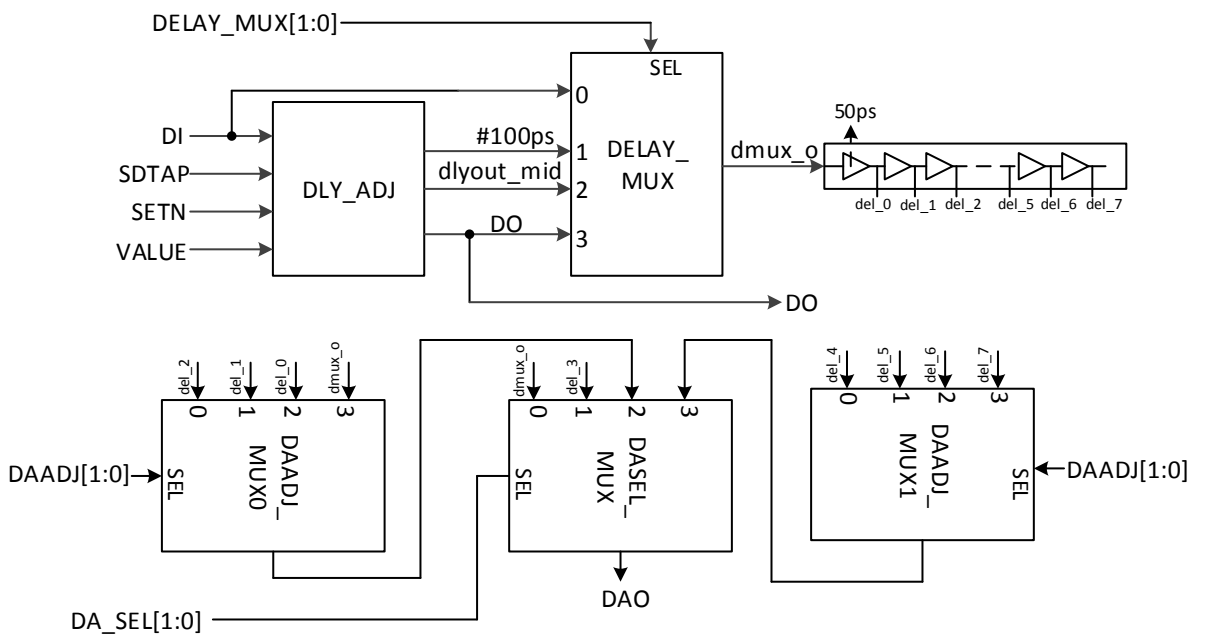 DELAY_MUX[1:0]
SEL
0
DI
#100ps
1
DELAY_
MUX
dmux_o
50ps
SDTAP
DLY_ADJ
dlyout_mid
2
SETN
DO
3
VALUE
del_0 del_1 del_2 del_5 del_6 del_7
DO
del_2 del_1 del_0 dmux_o
0 1 2 3
DAADJ_
MUX0
SEL
DAADJ[1:0]
dmux_o del_3
0 1 2 3
DASEL_
MUX
SEL
del_4 del_5 del_6 del_7
0 1 2 3
DAADJ_
MUX1
SEL
DAADJ[1:0]
DAO
DA_SEL[1:0]